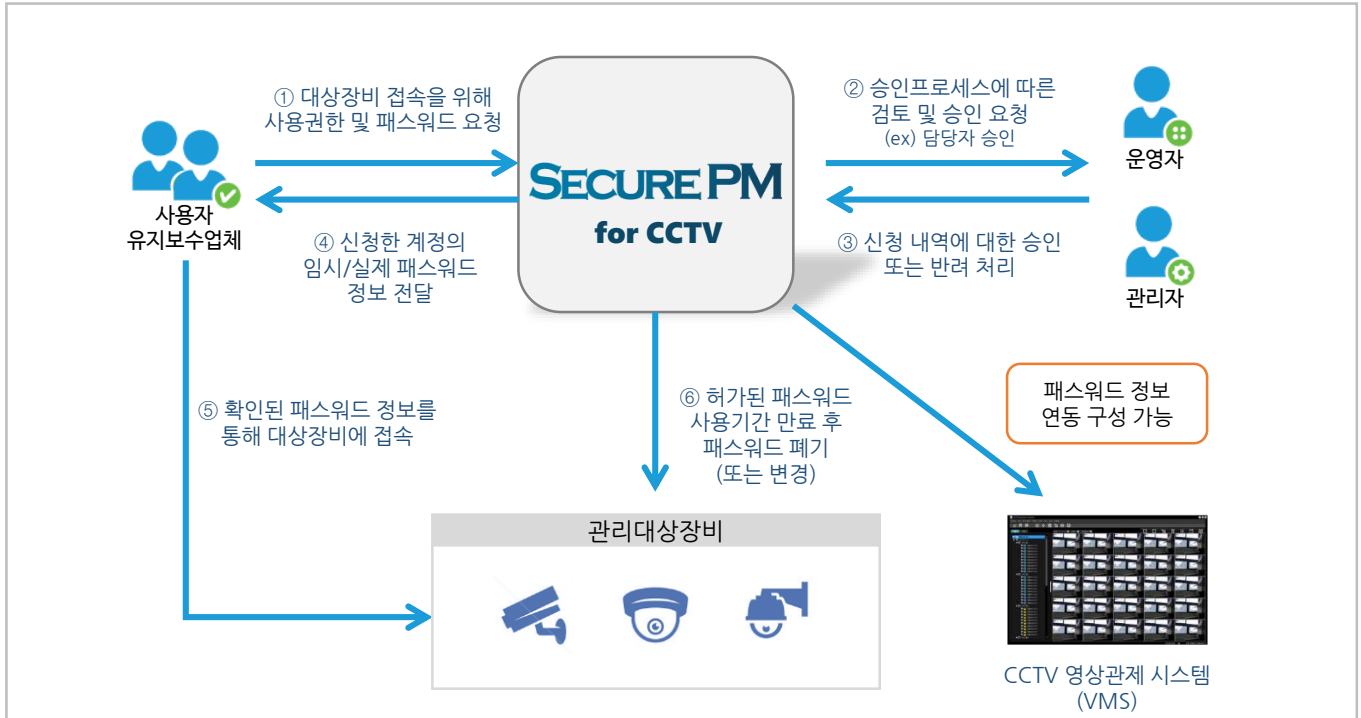 ① 대상장비 접속을 위해
사용권한 및 패스워드 요청
② 승인프로세스에 따른
검토 및 승인 요청
(ex) 담당자 승인
운영자
SECURE PM
for CCTV
사용자
유지보수업체
④ 신청한 계정의
임시/실제 패스워드
정보 전달
③ 신청 내역에 대한 승인
또는 반려 처리
관리자
⑤ 확인된 패스워드 정보를
통해 대상장비에 접속
⑥ 허가된 패스워드
사용기간 만료 후
패스워드 폐기
(또는 변경)
패스워드 정보
연동 구성 가능
관리대상장비
CCTV 영상관제 시스템
(VMS)